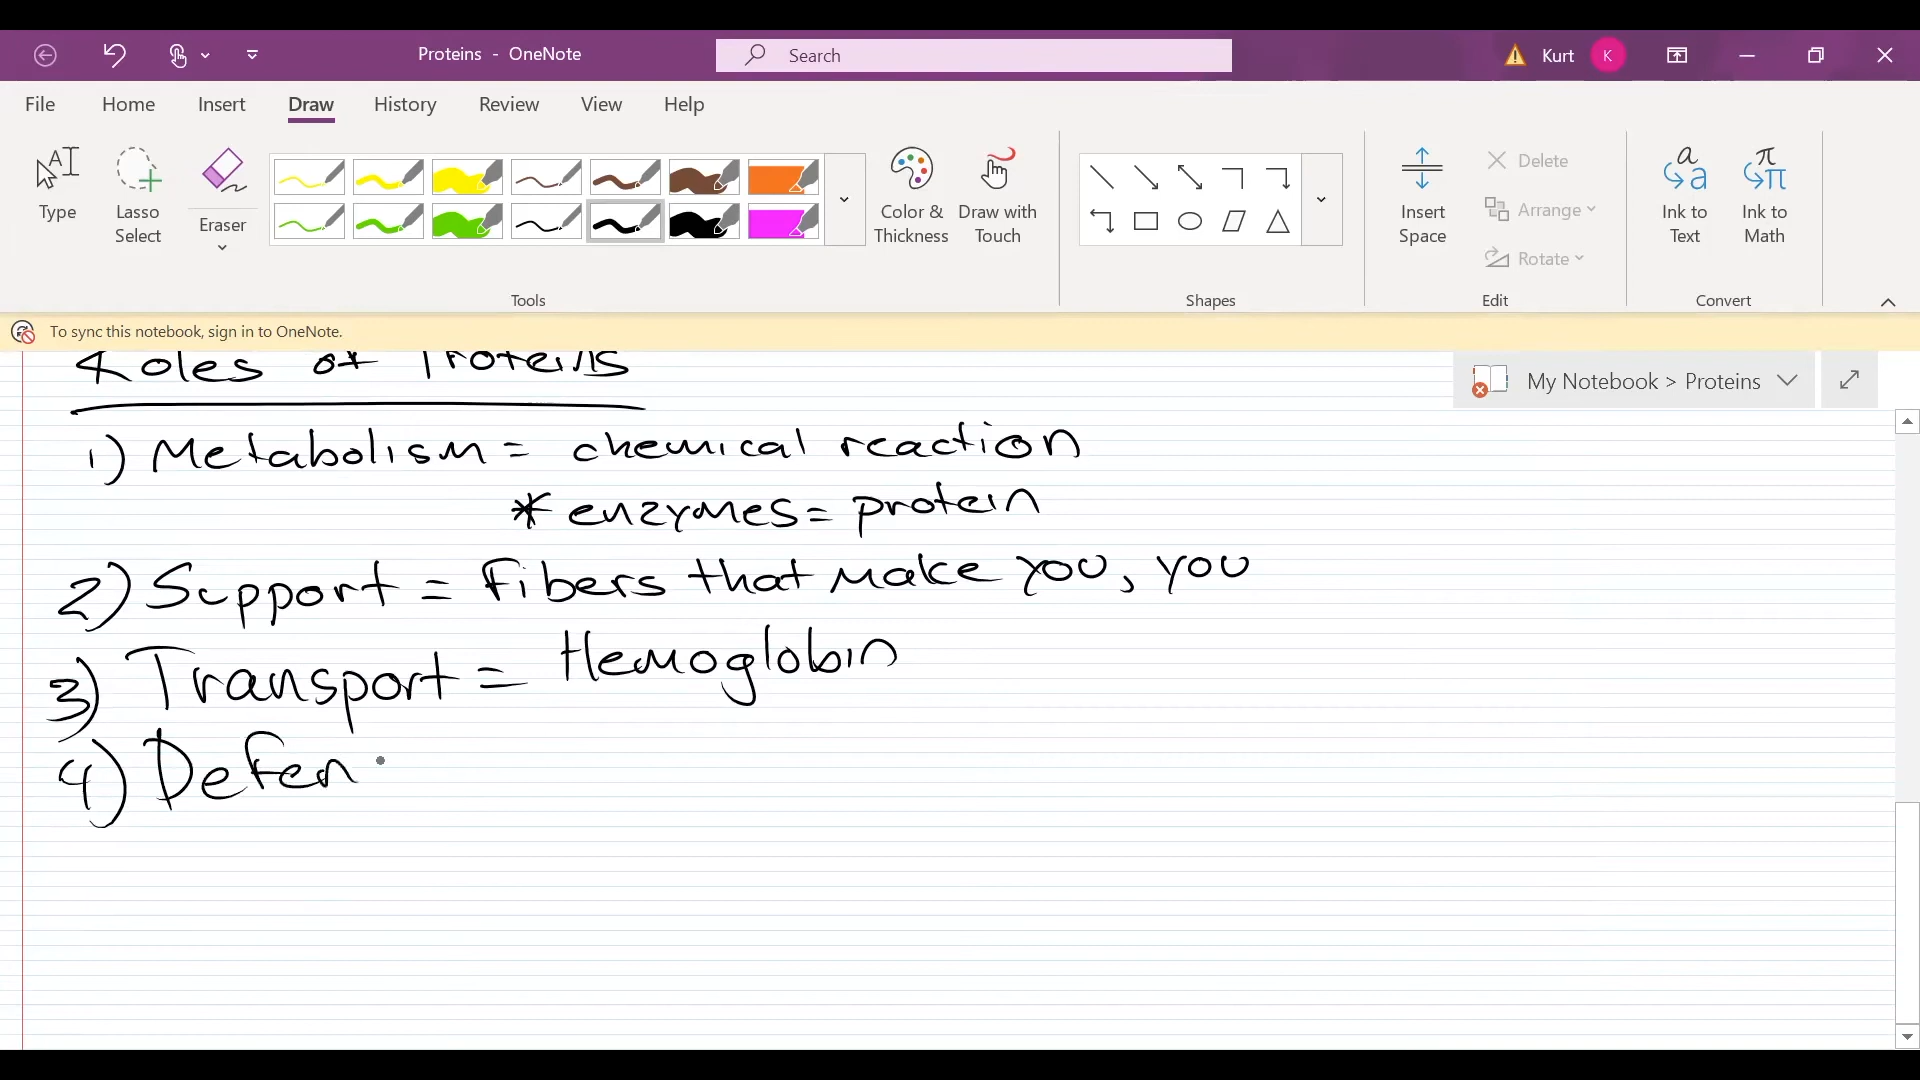 Proteins - OneNote
Search
Kurt
K
File Home Insert Draw History Review View Help
Type
Lasso Select
Eraser
Color & Thickness
Draw with Touch
Insert Space
Delete
Arrange
Rotate
Ink to Text
Ink to Math
Tools
Shapes
Edit
Convert
To sync this notebook, sign in to OneNote.
My Notebook > Proteins
Roles of Proteins
1) Metabolism = chemical reaction
* enzymes = protein
2) Support = Fibers that make you, you
3) Transport = Hemoglobin
4) Defen